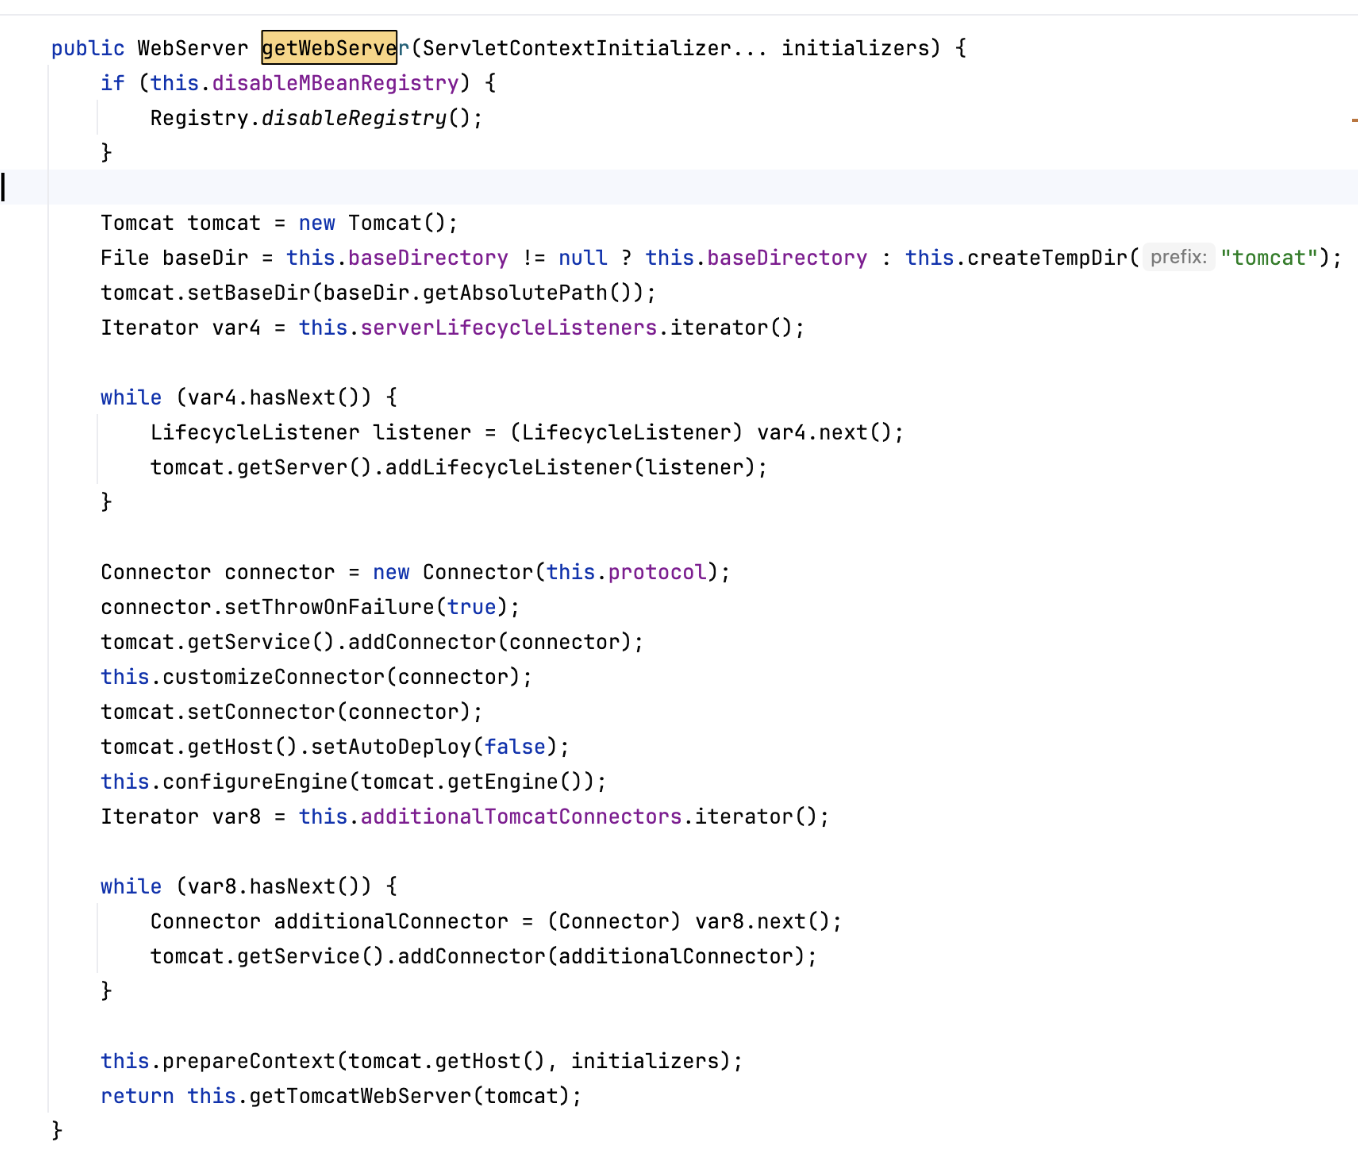 public WebServer getWebServer(ServletContextInitializer... initializers) {
    if (this.disableMBeanRegistry) {
        Registry.disableRegistry();
    }

    Tomcat tomcat = new Tomcat();
    File baseDir = this.baseDirectory != null ? this.baseDirectory : this.createTempDir( prefix: "tomcat");
    tomcat.setBaseDir(baseDir.getAbsolutePath());
    Iterator var4 = this.serverLifecycleListeners.iterator();

    while (var4.hasNext()) {
        LifecycleListener listener = (LifecycleListener) var4.next();
        tomcat.getServer().addLifecycleListener(listener);
    }

    Connector connector = new Connector(this.protocol);
    connector.setThrowOnFailure(true);
    tomcat.getService().addConnector(connector);
    this.customizeConnector(connector);
    tomcat.setConnector(connector);
    tomcat.getHost().setAutoDeploy(false);
    this.configureEngine(tomcat.getEngine());
    Iterator var8 = this.additionalTomcatConnectors.iterator();

    while (var8.hasNext()) {
        Connector additionalConnector = (Connector) var8.next();
        tomcat.getService().addConnector(additionalConnector);
    }

    this.prepareContext(tomcat.getHost(), initializers);
    return this.getTomcatWebServer(tomcat);
}